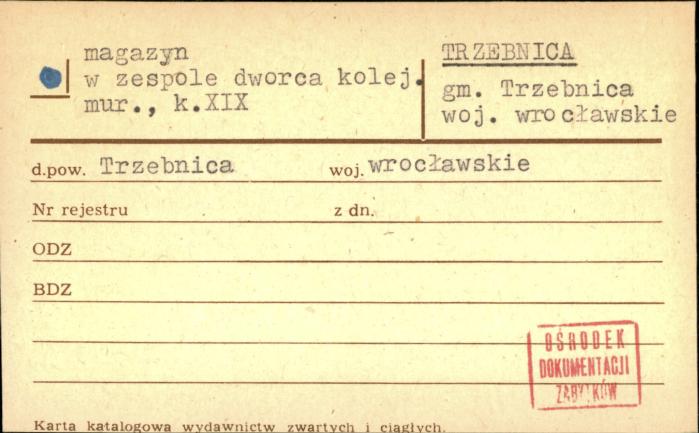 magazyn
w zespole dworca kolej.
mur., k.XIX
TRZEBNICA
gm. Trzebnica
woj. wrocławskie
d.pow. Trzebnica woj. wrocławskie
Nr rejestru z dn.
ODZ
BDZ
OŚRODEK
DOKUMENTACJI
ZABYTKÓW
Karta katalogowa wydawnictw zwartych i ciągłych.